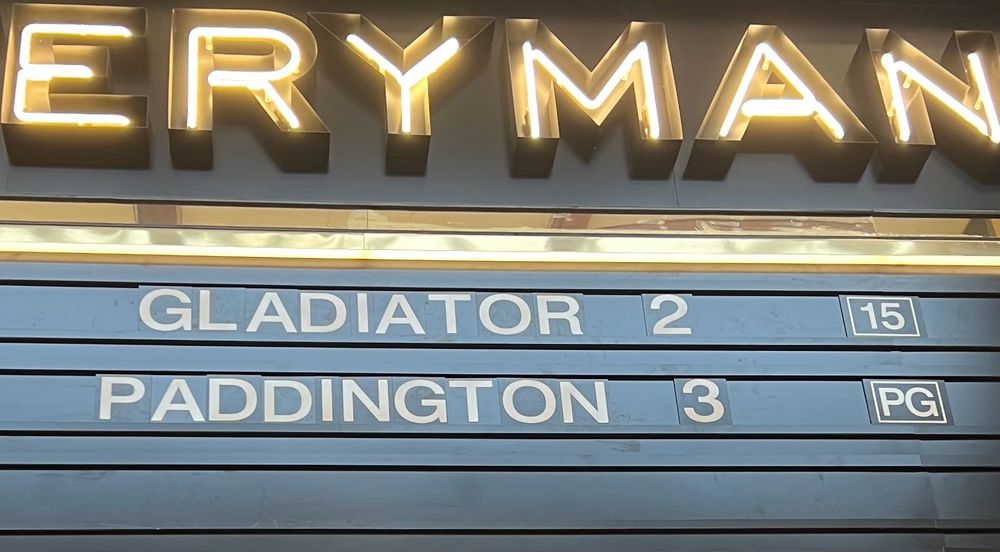 ERYMAN
GLADIATOR 2 15
PADDINGTON 3 PG